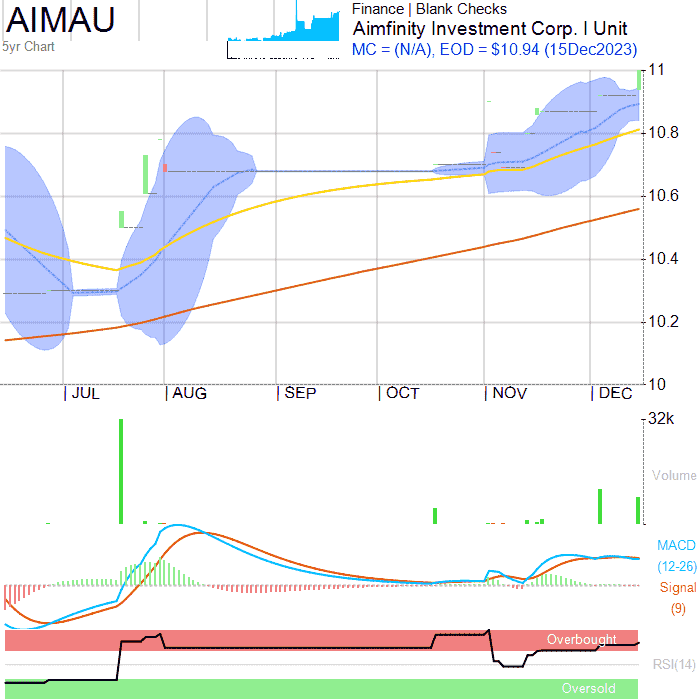 AIMAU
5yr Chart
Finance | Blank Checks
Aimfinity Investment Corp. I Unit
MC = (N/A), EOD = $10.94 (15Dec2023)
11
10.8
10.6
10.4
10.2
10
JUL AUG SEP OCT NOV DEC
32k
Volume
MACD
(12-26)
Signal
(9)
Overbought
RSI(14)
Oversold